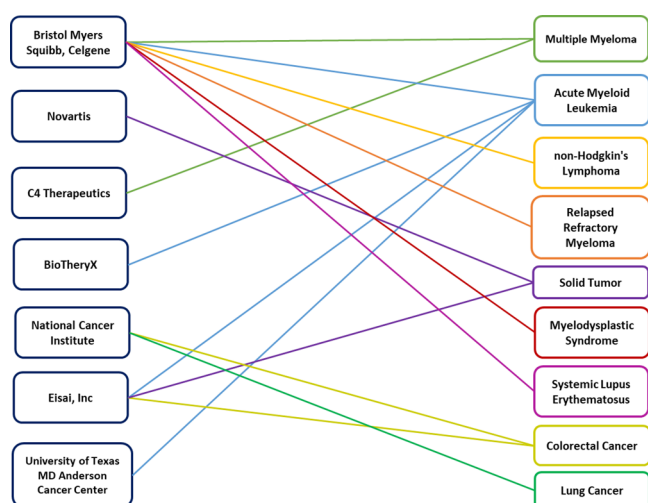 Bristol Myers
Squibb, Celgene
Novartis
C4 Therapeutics
BioTheryX
National Cancer
Institute
Eisai, Inc
University of Texas
MD Anderson
Cancer Center
Multiple Myeloma
Acute Myeloid
Leukemia
non-Hodgkin's
Lymphoma
Relapsed
Refractory
Myeloma
Solid Tumor
Myelodysplastic
Syndrome
Systemic Lupus
Erythematosus
Colorectal Cancer
Lung Cancer